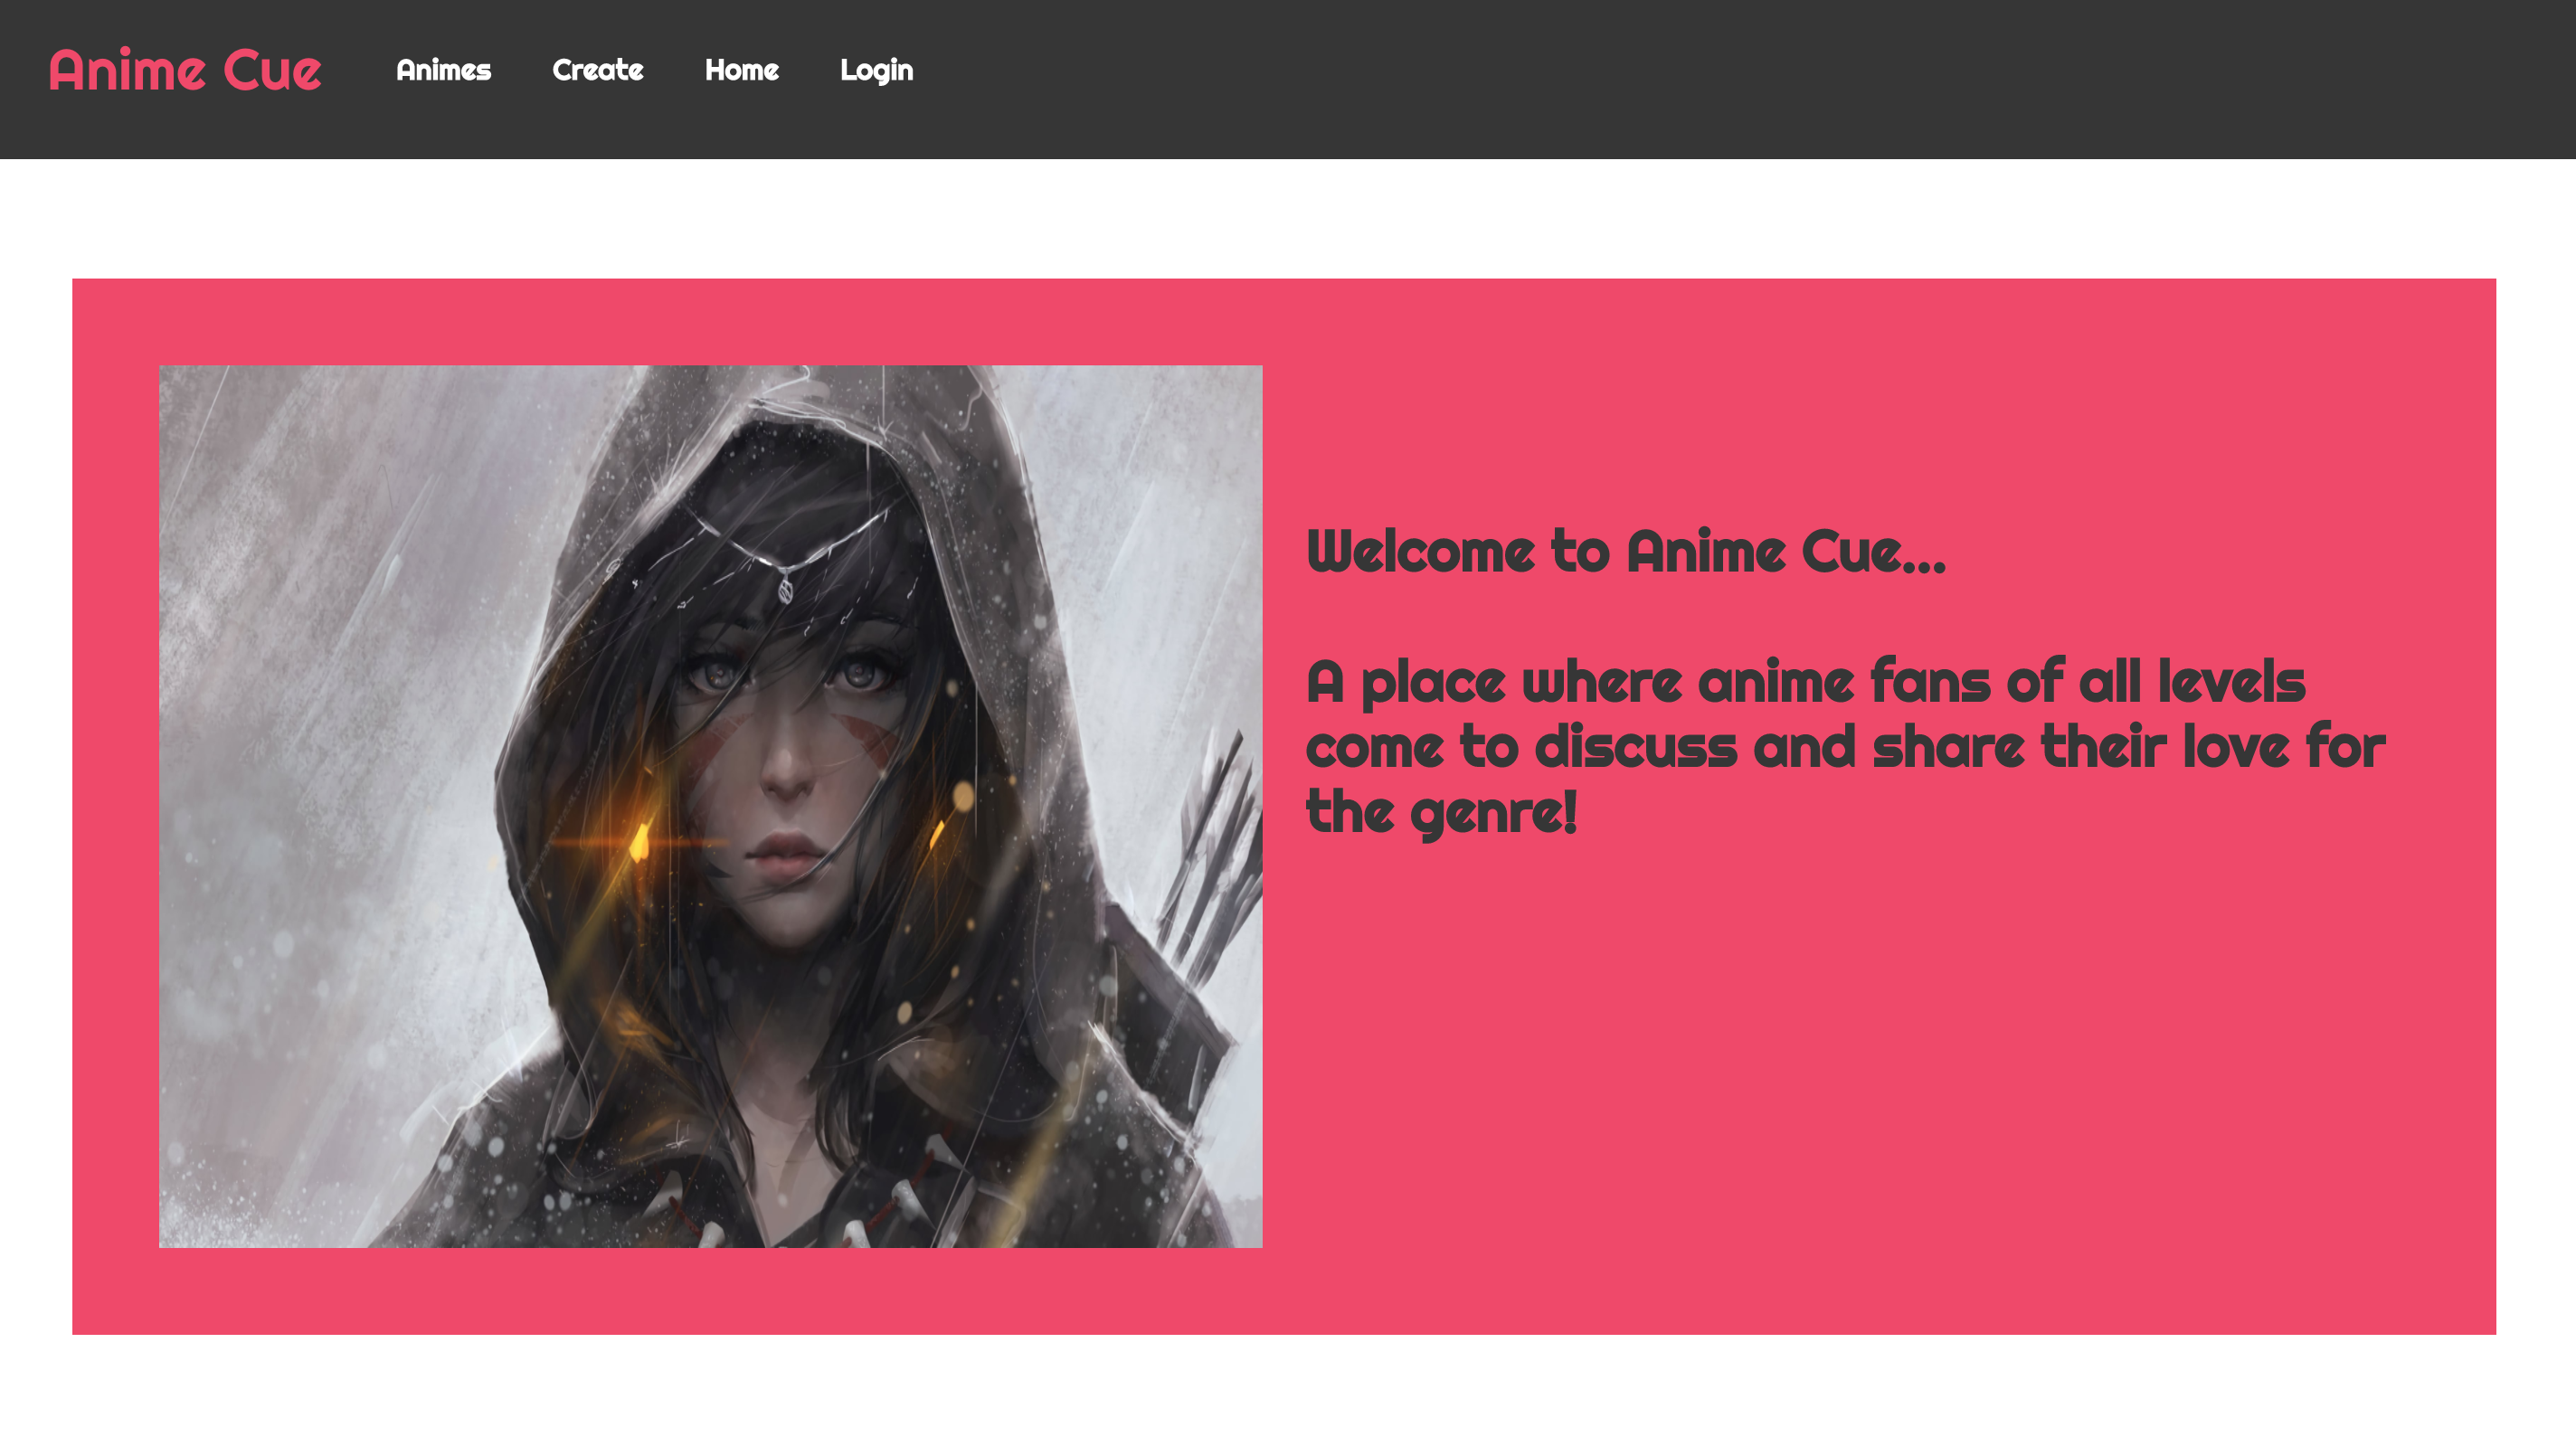 Anime Cue
Animes
Create
Home
Login
Welcome to Anime Cue...
A place where anime fans of all levels
come to discuss and share their love for
the genre!